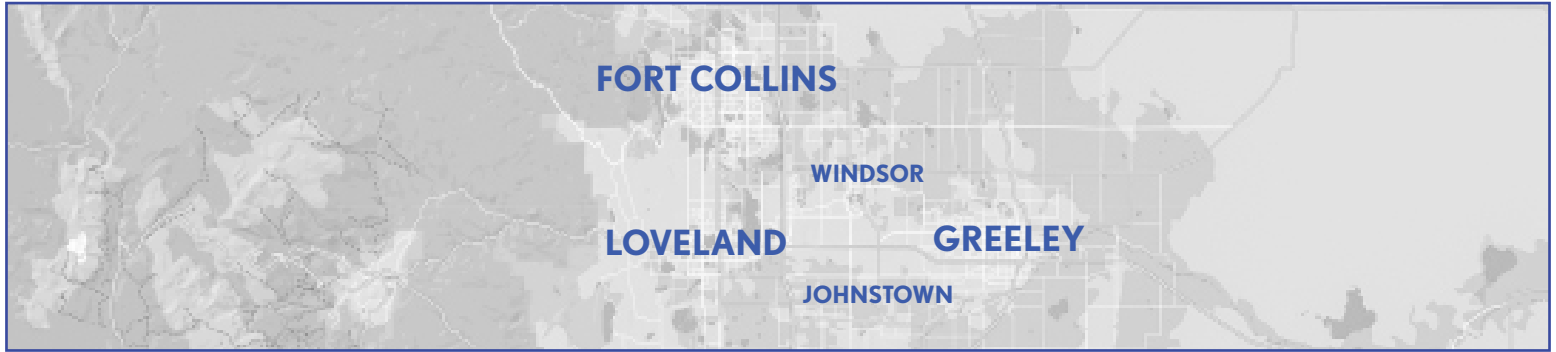 FORT COLLINS
WINDSOR
LOVELAND
GREELEY
JOHNSTOWN